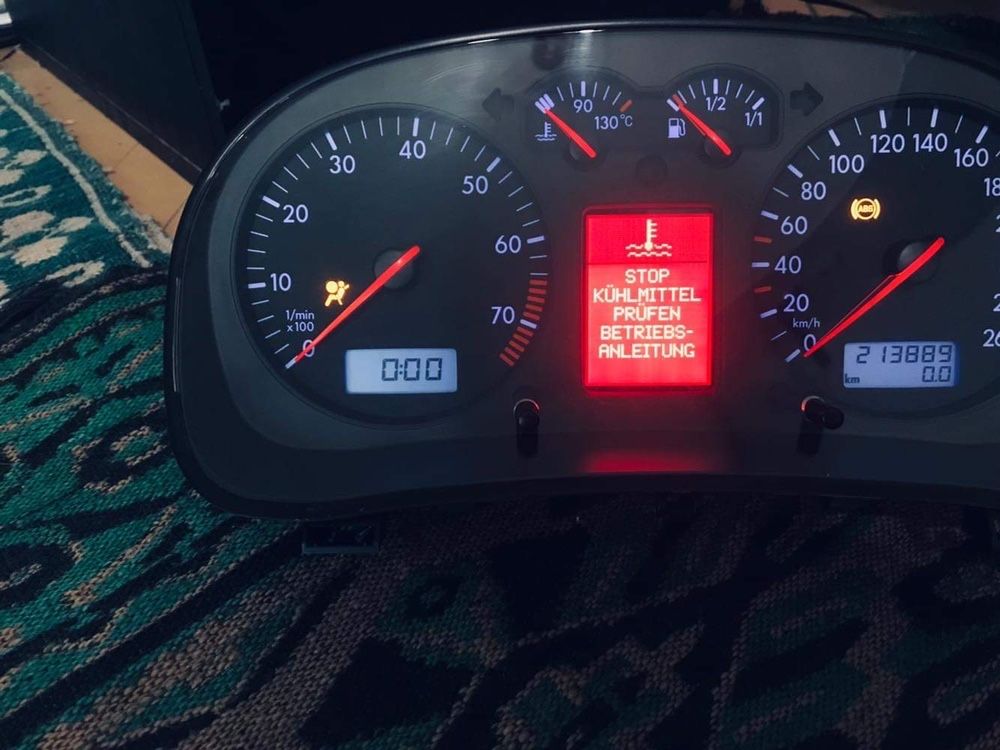 90
130°C
1/2
1/1
10
20
30
40
50
60
70
0
1/min
x100
0:00
STOP
KÜHLMITTEL
PRÜFEN
BETRIEBS-
ANLEITUNG
0
20
40
60
80
100
120
140
160
km/h
ABS
213889
km 0.0